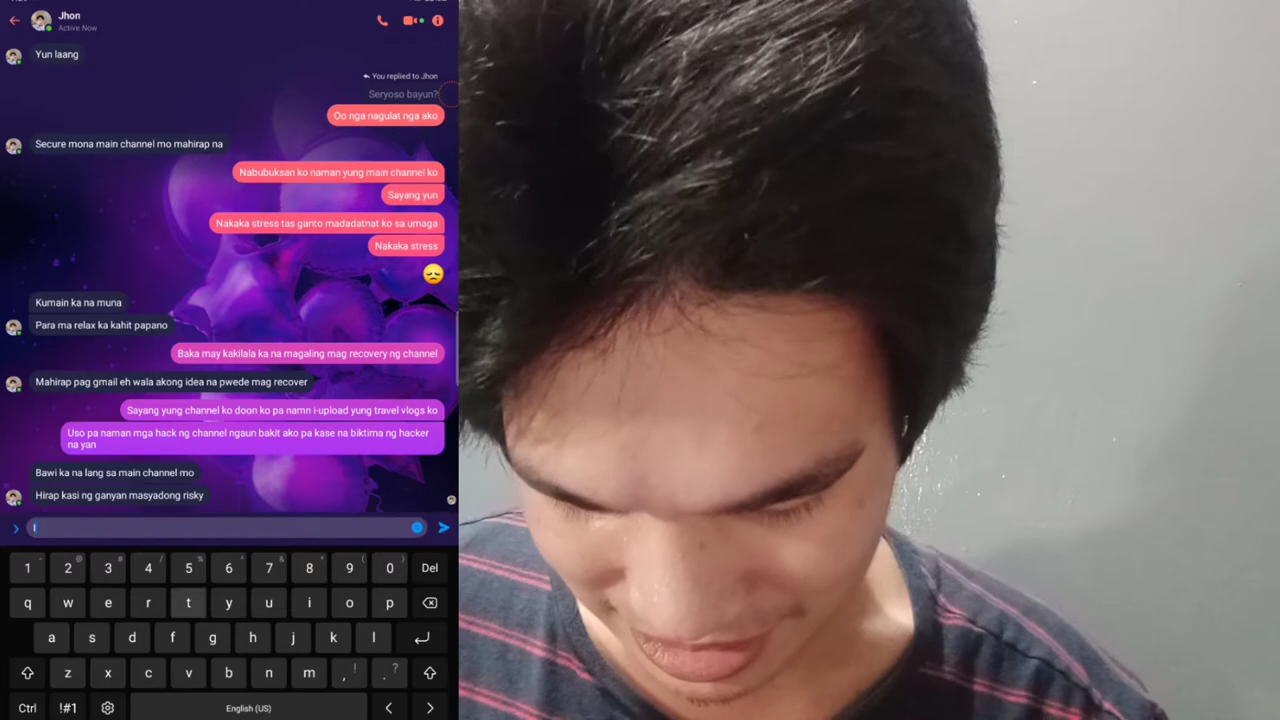 Jhon
Active Now
Yun laang
You replied to Jhon
Seryoso bayun?
Oo nga nagulat nga ako
Secure mona main channel mo mahirap na
Nabubuksan ko naman yung main channel ko
Sayang yun
Nakaka stress tas ganto madadatnat ko sa umaga
Nakaka stress
Kumain ka na muna
Para ma relax ka kahit papano
Baka may kakilala ka na magaling mag recovery ng channel
Mahirap pag gmail eh wala akong idea na pwede mag recover
Sayang yung channel ko doon ko pa namn i-upload yung travel vlogs ko
Uso pa naman mga hack ng channel ngaun bakit ako pa kase na biktima ng hacker
na yan
Bawi ka na lang sa main channel mo
Hirap kasi ng ganyan masyadong risky
1 2 3 4 5 6 7 8 9 0 Del
q w e r t y u i o p
a s d f g h j k l
z x c v b n m , ! . ?
Ctrl !#1 English (US) < >